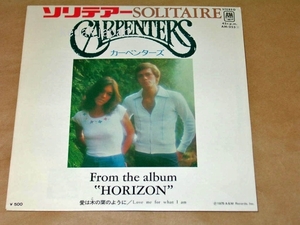 ソリテアー SOLITAIRE
CARPENTERS
カーペンターズ
From the album
"HORIZON"
愛は木の葉のように／Love me for what I am
¥500